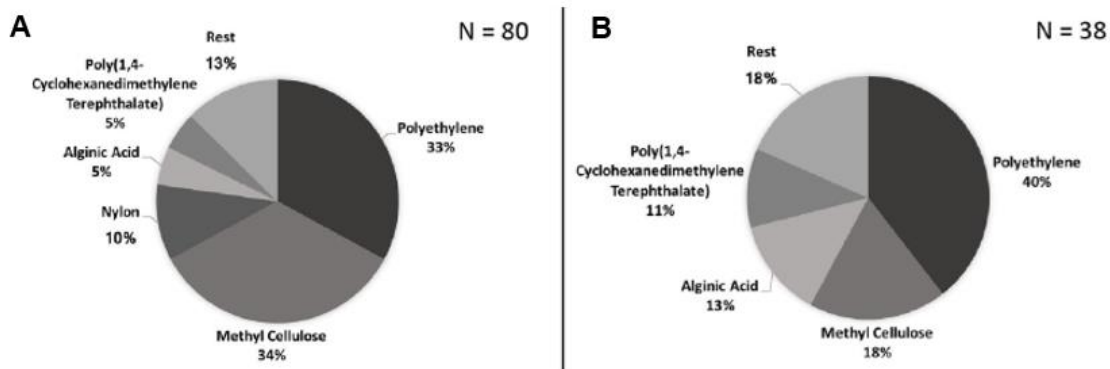 A
N = 80
Rest
13%
Poly(1,4-
Cyclohexanedimethylene
Terephthalate)
5%
Alginic Acid
5%
Nylon
10%
Polyethylene
33%
Methyl Cellulose
34%
B
N = 38
Rest
18%
Poly(1,4-
Cyclohexanedimethylene
Terephthalate)
11%
Alginic Acid
13%
Polyethylene
40%
Methyl Cellulose
18%